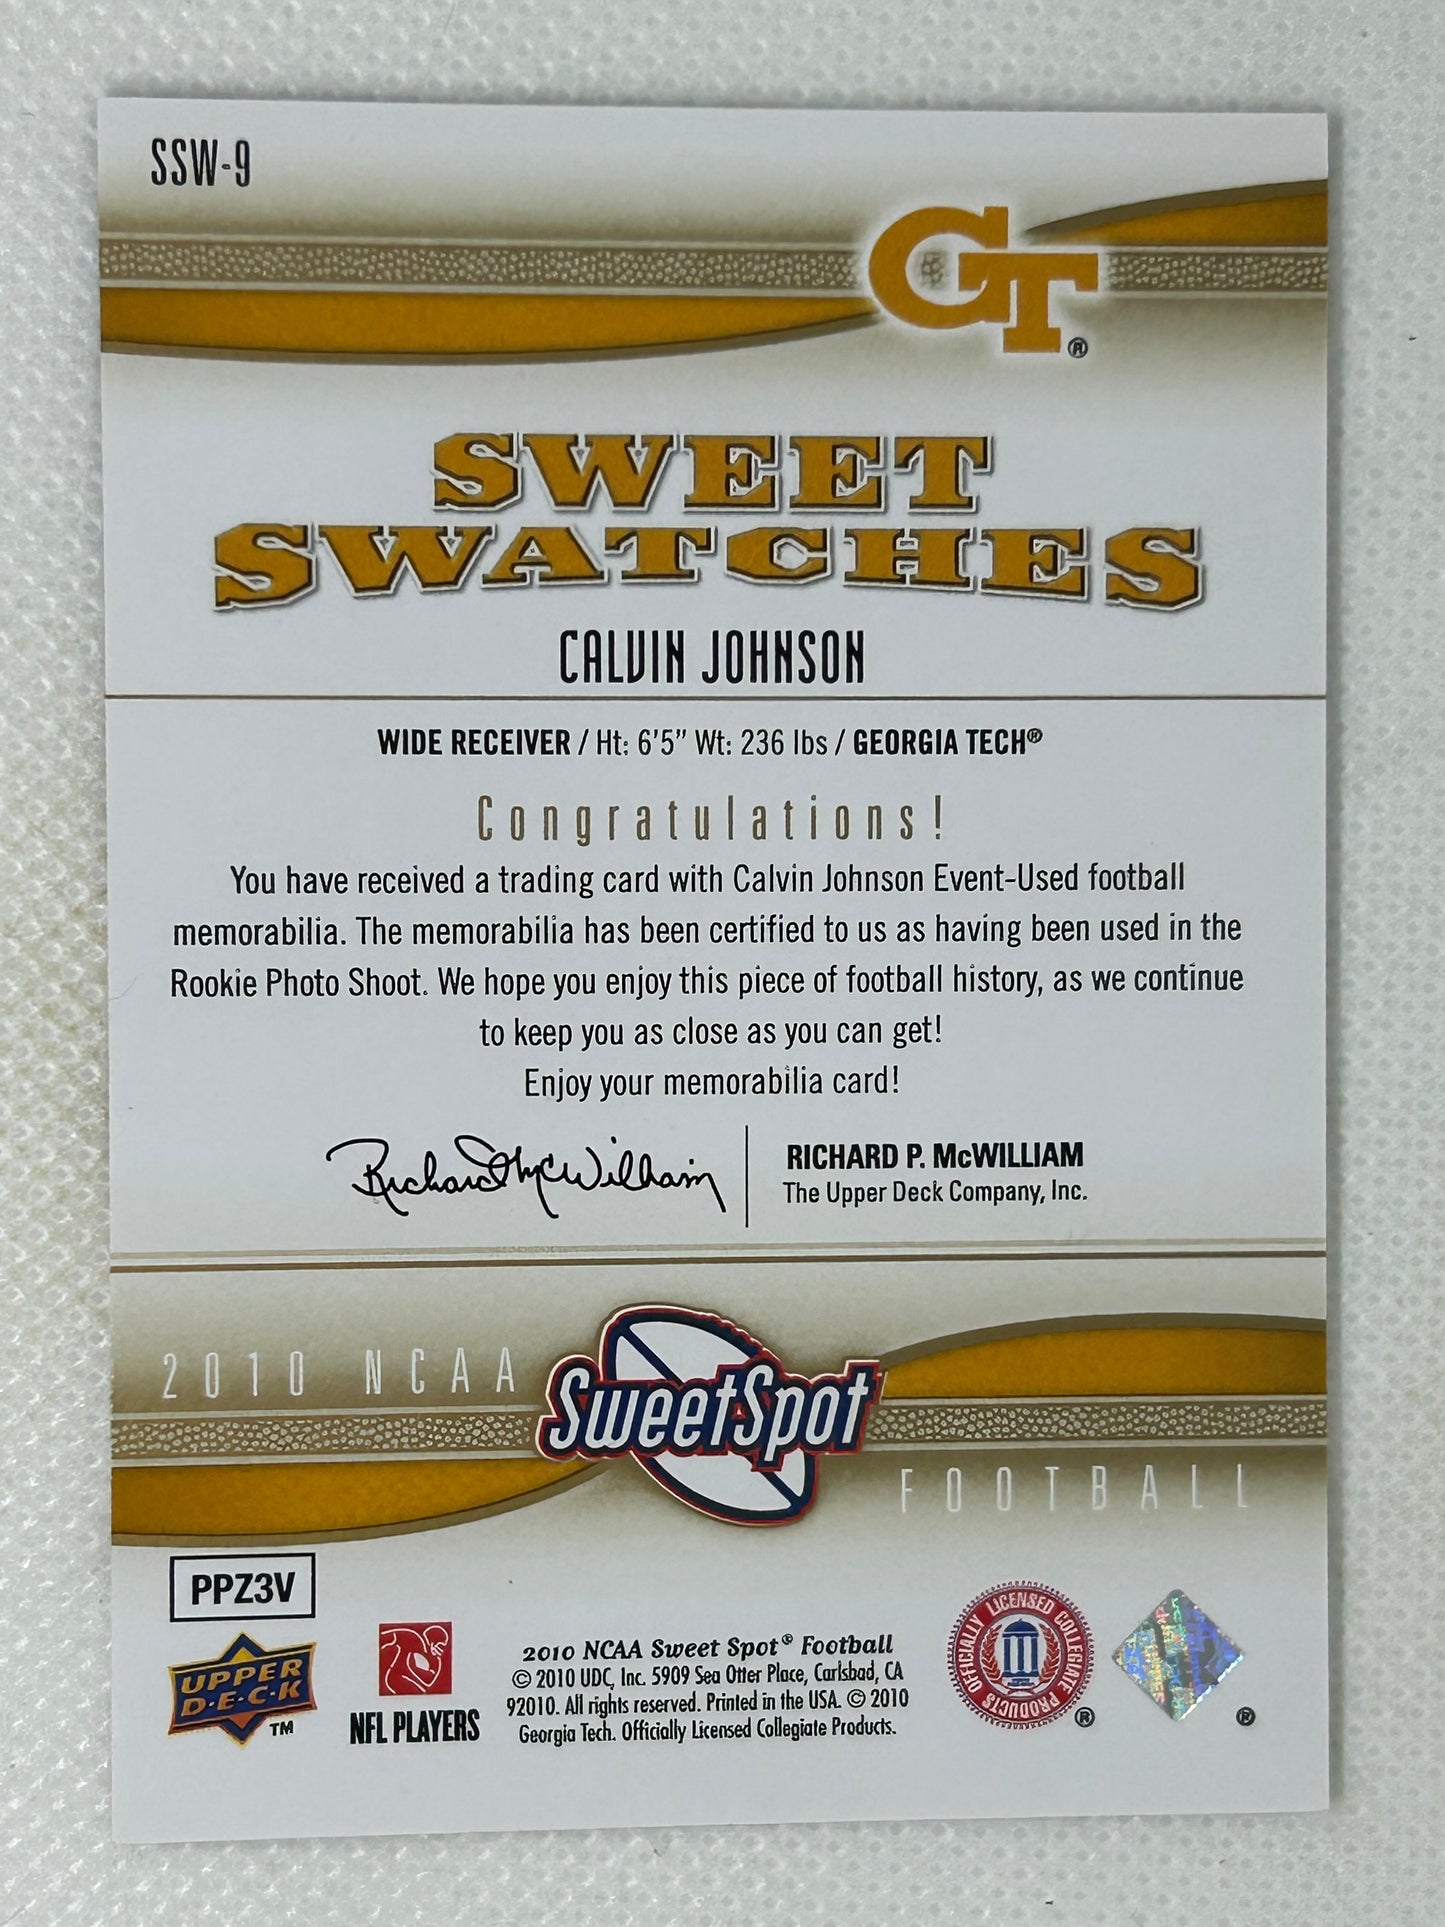 SSW-9
GT®
SWEET
SWATCHES
CALVIN JOHNSON
WIDE RECEIVER / Ht: 6'5" Wt: 236 lbs / GEORGIA TECH®
Congratulations!
You have received a trading card with Calvin Johnson Event-Used football
memorabilia. The memorabilia has been certified to us as having been used in the
Rookie Photo Shoot. We hope you enjoy this piece of football history, as we continue
to keep you as close as you can get!
Enjoy your memorabilia card!
Richard McWilliam
RICHARD P. McWILLIAM
The Upper Deck Company, Inc.
2010 NCAA
SweetSpot
FOOTBALL
PPZ3V
UPPER
D·E·C·K
TM
NFL PLAYERS
2010 NCAA Sweet Spot® Football
© 2010 UDC, Inc. 5909 Sea Otter Place, Carlsbad, CA
92010. All rights reserved. Printed in the USA. © 2010
Georgia Tech. Officially Licensed Collegiate Products.
OFFICIALLY LICENSED COLLEGIATE PRODUCTS
®
®